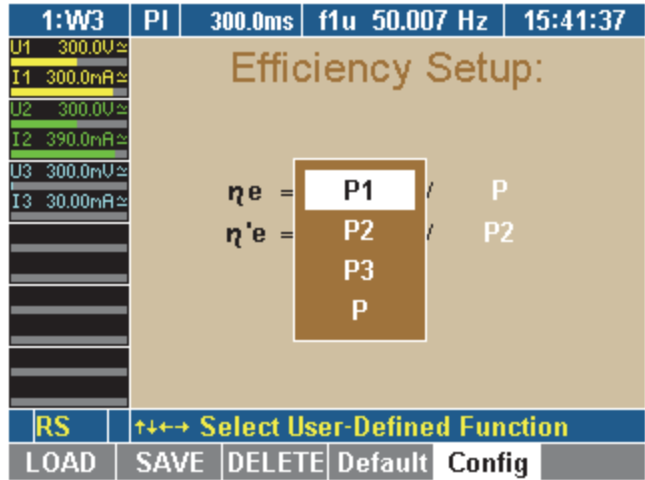 1:W3 PI 300.0ms f1u 50.007 Hz 15:41:37
U1 300.0V≃
I1 300.0mA≃
U2 300.0V≃
I2 390.0mA≃
U3 300.0mV≃
I3 30.00mA≃
Efficiency Setup:
ηe = P1 / P
η'e = P2 / P2
P3
P
RS ↑↓←→ Select User-Defined Function
LOAD SAVE DELETE Default Config